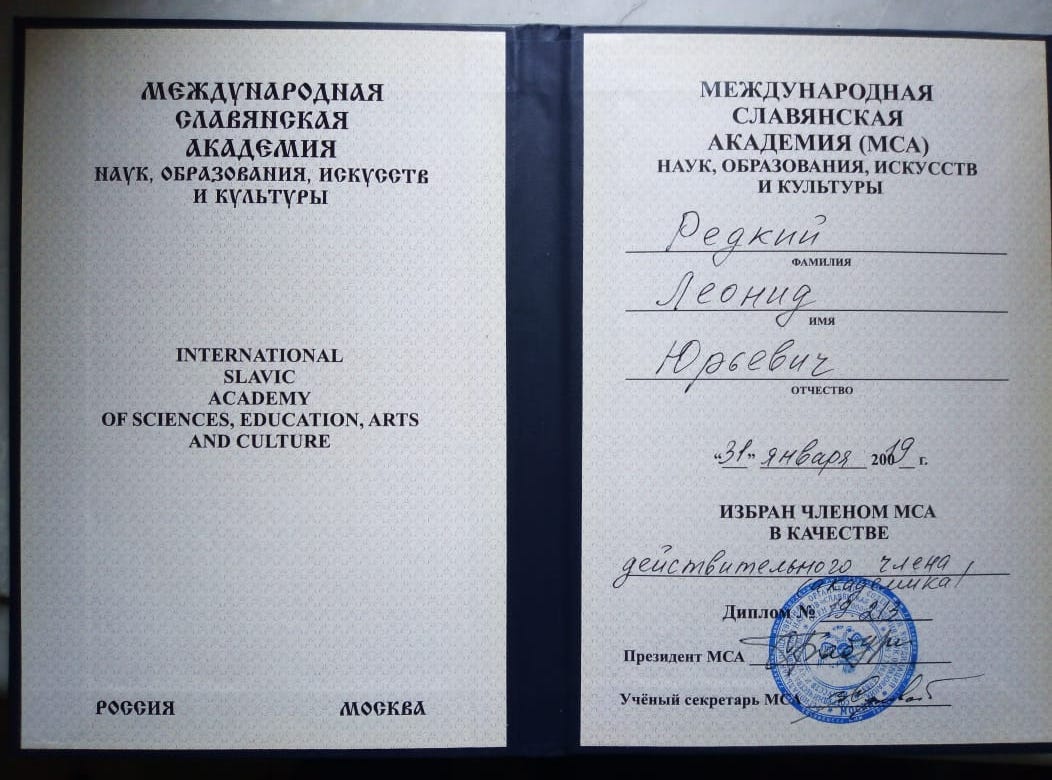 МЕЖДУНАРОДНАЯ
СЛАВЯНСКАЯ
АКАДЕМИЯ
НАУК, ОБРАЗОВАНИЯ, ИСКУССТВ
И КУЛЬТУРЫ
INTERNATIONAL
SLAVIC
ACADEMY
OF SCIENCES, EDUCATION, ARTS
AND CULTURE
РОССИЯ МОСКВА
МЕЖДУНАРОДНАЯ
СЛАВЯНСКАЯ
АКАДЕМИЯ (МСА)
НАУК, ОБРАЗОВАНИЯ, ИСКУССТВ
И КУЛЬТУРЫ
Редкий
ФАМИЛИЯ
Леонид
ИМЯ
Юрьевич
ОТЧЕСТВО
“31” января 2019 г.
ИЗБРАН ЧЛЕНОМ МСА
В КАЧЕСТВЕ
действительного члена
(академика)
Диплом № 19 213
Президент МСА
Учёный секретарь МСА